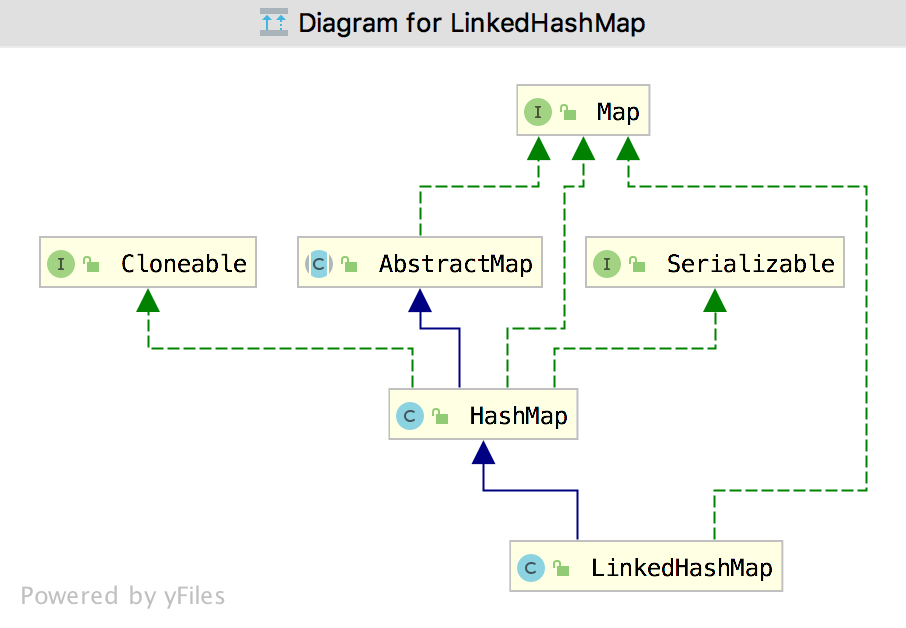 Diagram for LinkedHashMap
I Map
I Cloneable
C AbstractMap
I Serializable
C HashMap
C LinkedHashMap
Powered by yFiles